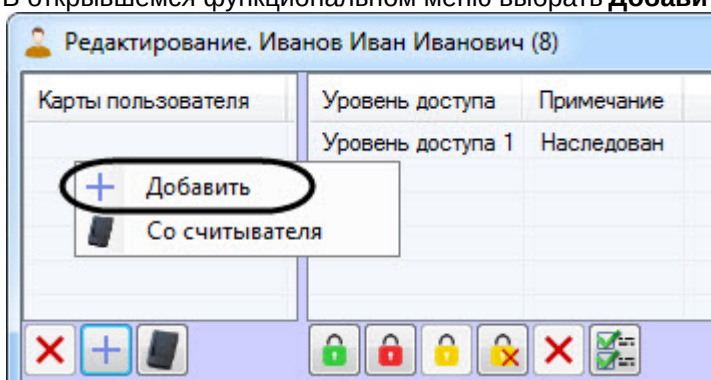 В открывшемся функциональном меню выбрать Добави
Редактирование. Иванов Иван Иванович (8)
Карты пользователя Уровень доступа Примечание
Уровень доступа 1 Наследован
Добавить
Со считывателя